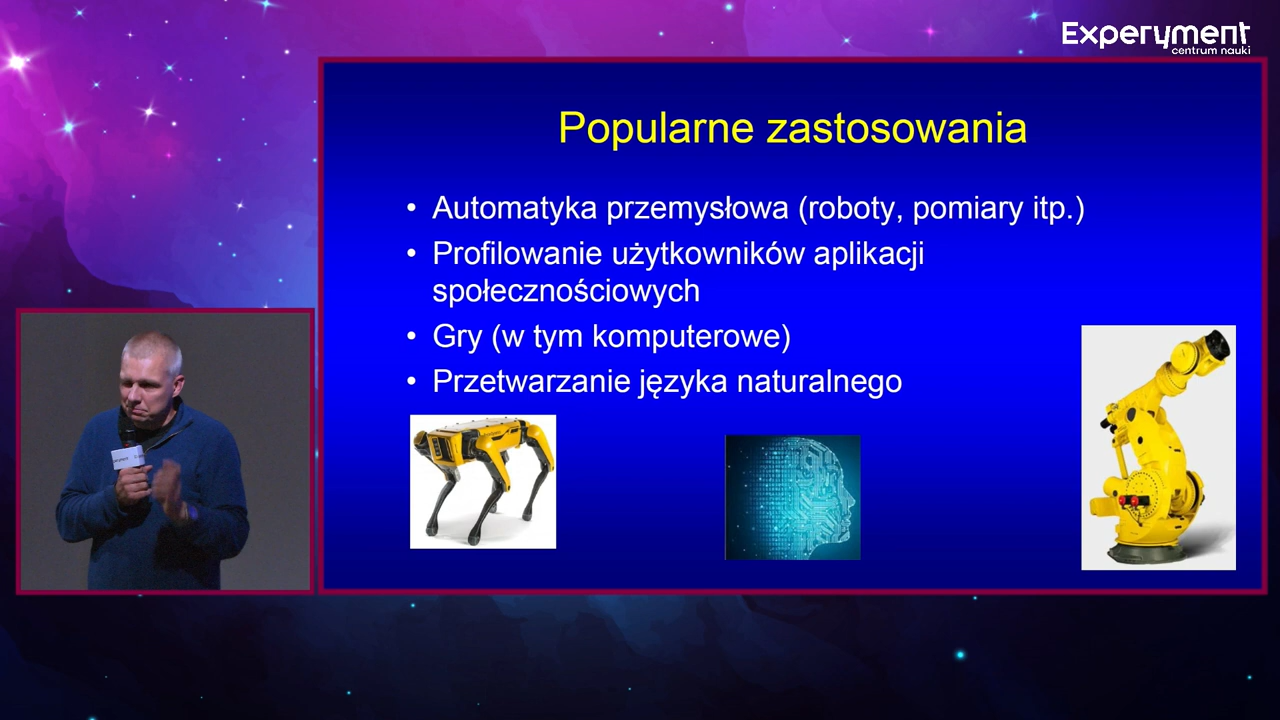 Experyment
centrum nauki
Popularne zastosowania
• Automatyka przemysłowa (roboty, pomiary itp.)
• Profilowanie użytkowników aplikacji
społecznościowych
• Gry (w tym komputerowe)
• Przetwarzanie języka naturalnego